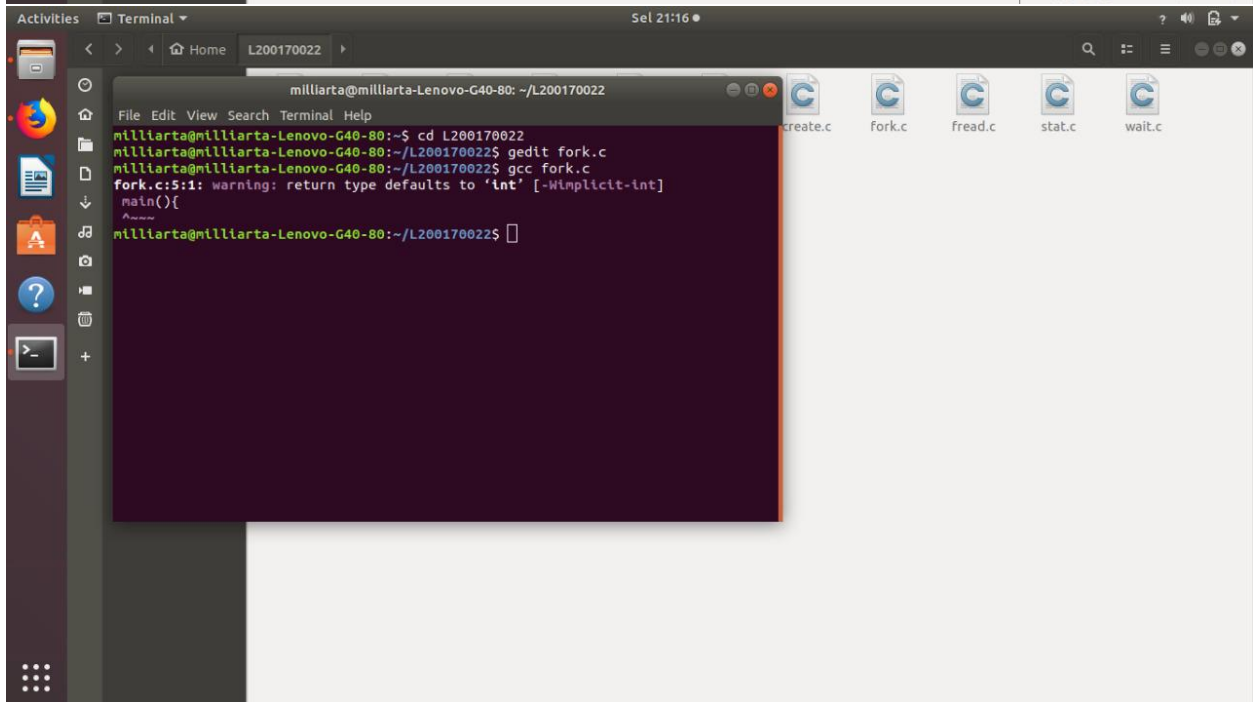 Activities Terminal Sel 21:16
Home L200170022
milliarta@milliarta-Lenovo-G40-80: ~/L200170022
File Edit View Search Terminal Help
create.c fork.c fread.c stat.c wait.c
milliarta@milliarta-Lenovo-G40-80:~$ cd L200170022
milliarta@milliarta-Lenovo-G40-80:~/L200170022$ gedit fork.c
milliarta@milliarta-Lenovo-G40-80:~/L200170022$ gcc fork.c
fork.c:5:1: warning: return type defaults to ‘int’ [-Wimplicit-int]
main(){
^~~~
milliarta@milliarta-Lenovo-G40-80:~/L200170022$